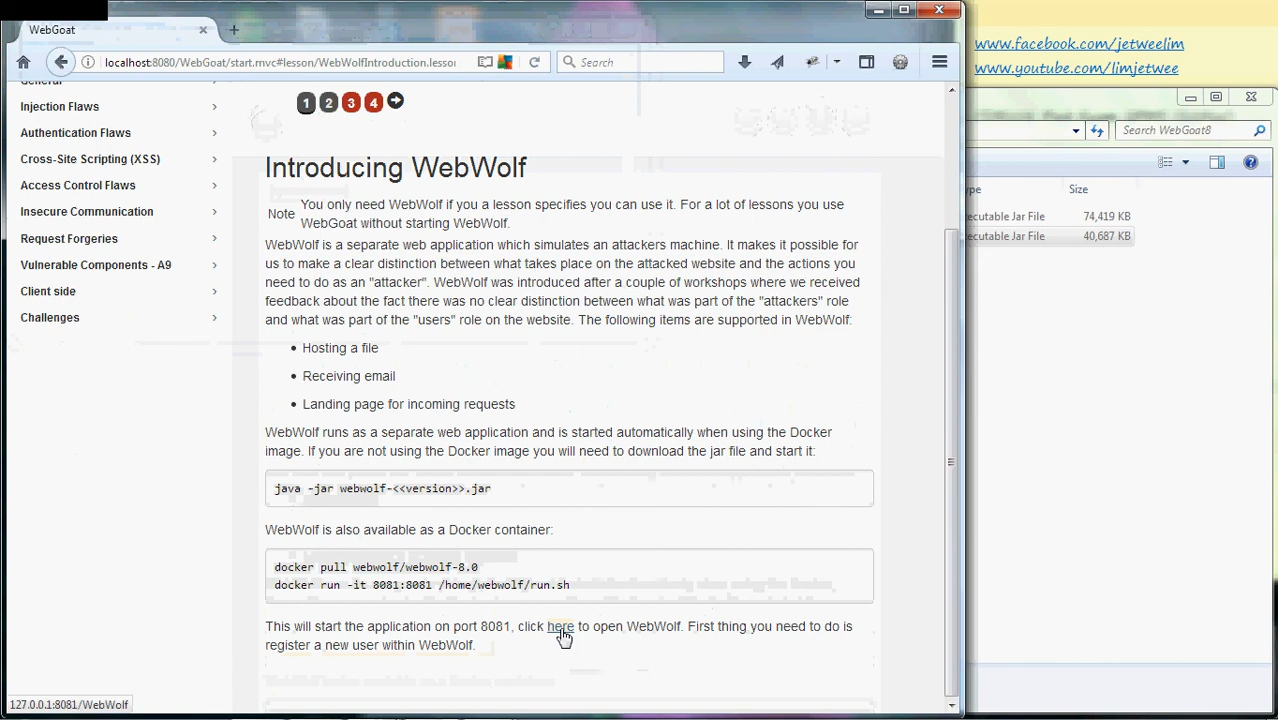 WebGoat
www.facebook.com/jetweelim
www.youtube.com/limjetwee
localhost:8080/WebGoat/start.mvc#lesson/WebWolfIntroduction.lesson
Search
Search WebGoat8
Size
ecutable Jar File 74,419 KB
ecutable Jar File 40,687 KB
Injection Flaws
Authentication Flaws
Cross-Site Scripting (XSS)
Access Control Flaws
Insecure Communication
Request Forgeries
Vulnerable Components - A9
Client side
Challenges
1 2 3 4
Introducing WebWolf
Note
You only need WebWolf if you a lesson specifies you can use it. For a lot of lessons you use
WebGoat without starting WebWolf.
WebWolf is a separate web application which simulates an attackers machine. It makes it possible for
us to make a clear distinction between what takes place on the attacked website and the actions you
need to do as an "attacker". WebWolf was introduced after a couple of workshops where we received
feedback about the fact there was no clear distinction between what was part of the "attackers" role
and what was part of the "users" role on the website. The following items are supported in WebWolf:
• Hosting a file
• Receiving email
• Landing page for incoming requests
WebWolf runs as a separate web application and is started automatically when using the Docker
image. If you are not using the Docker image you will need to download the jar file and start it:
java -jar webwolf-<<version>>.jar
WebWolf is also available as a Docker container:
docker pull webwolf/webwolf-8.0
docker run -it 8081:8081 /home/webwolf/run.sh
This will start the application on port 8081, click here to open WebWolf. First thing you need to do is
register a new user within WebWolf.
127.0.0.1:8081/WebWolf